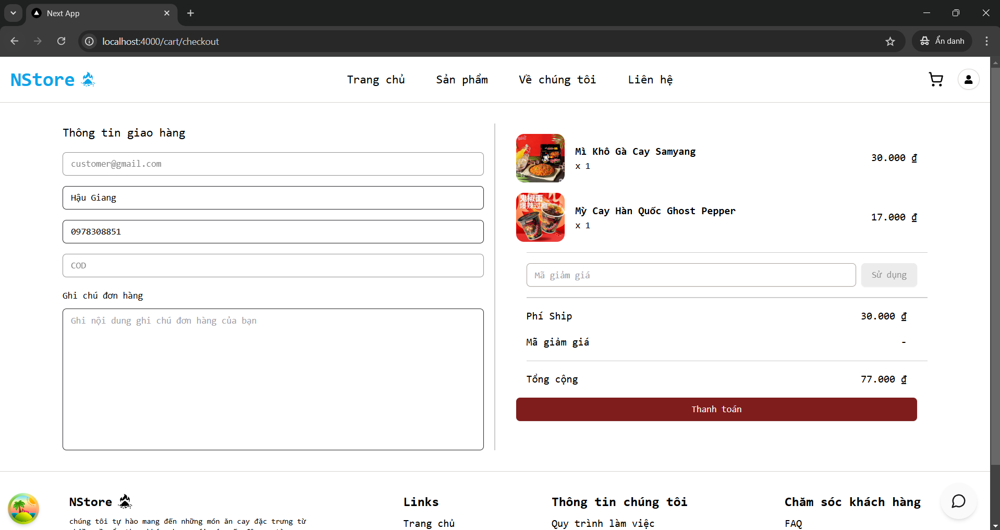 Next App
localhost:4000/cart/checkout
Ẩn danh
NStore
Trang chủ
Sản phẩm
Về chúng tôi
Liên hệ
Thông tin giao hàng
customer@gmail.com
Hậu Giang
0978308851
COD
Ghi chú đơn hàng
Ghi nội dung ghi chú đơn hàng của bạn
Mì Khô Gà Cay Samyang
x 1
30.000 ₫
鬼椒面
爆辣过瘾
Mỳ Cay Hàn Quốc Ghost Pepper
x 1
17.000 ₫
Mã giảm giá
Sử dụng
Phí Ship
30.000 ₫
Mã giảm giá
-
Tổng cộng
77.000 ₫
Thanh toán
NStore
chúng tôi tự hào mang đến những món ăn cay đặc trưng từ
Links
Trang chủ
Thông tin chúng tôi
Quy trình làm việc
Chăm sóc khách hàng
FAQ